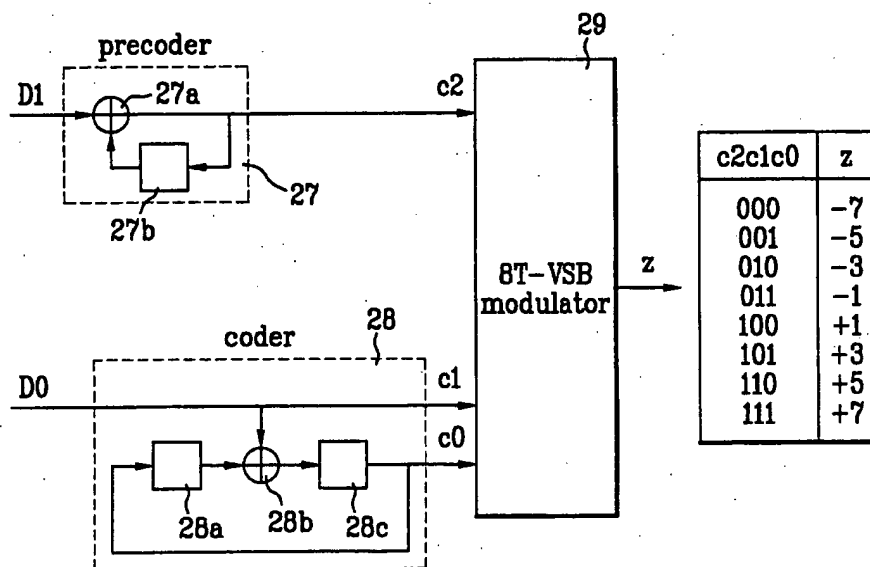 precoder
29
D1
27a
c2
27
27b
c2c1c0 z
000 -7
001 -5
010 -3
011 -1
100 +1
101 +3
110 +5
111 +7
8T-VSB
modulator
z
coder
28
D0
c1
c0
28a
28b
28c